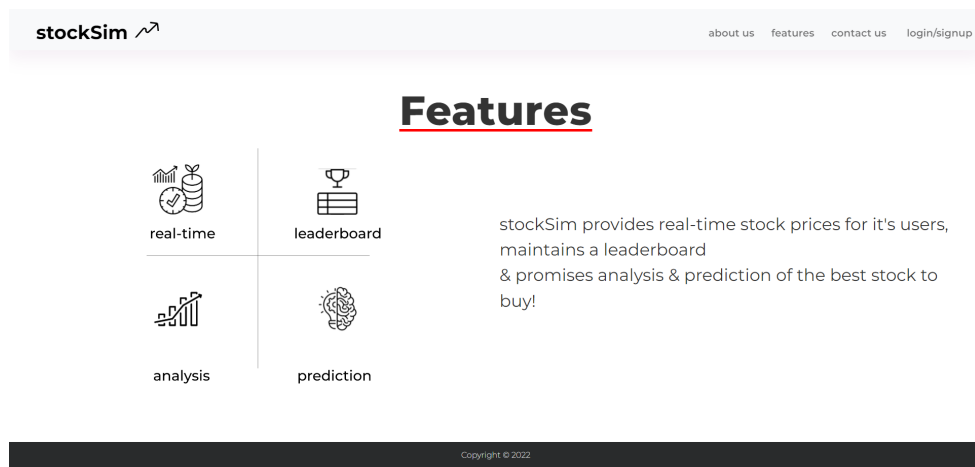 stockSim
about us features contact us login/signup
Features
real-time leaderboard
analysis prediction
stockSim provides real-time stock prices for it's users,
maintains a leaderboard
& promises analysis & prediction of the best stock to
buy!
Copyright © 2022